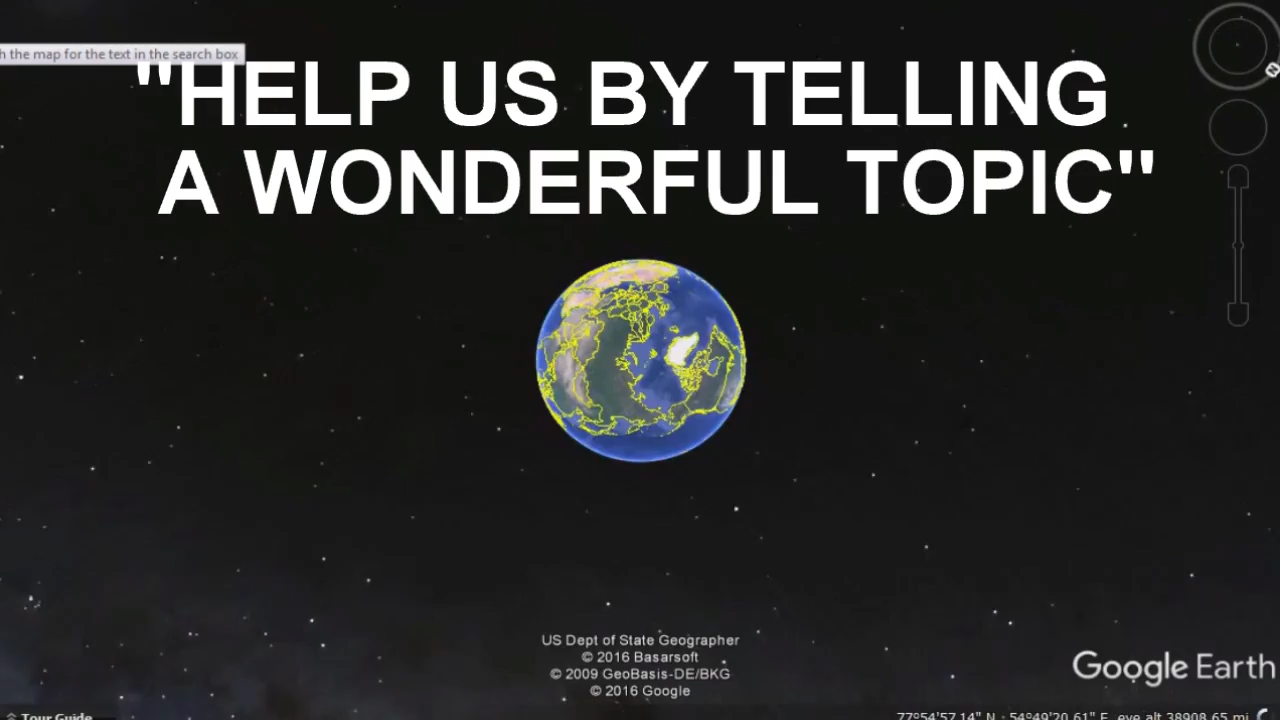 h the map for the text in the search box
"HELP US BY TELLING
A WONDERFUL TOPIC"
US Dept of State Geographer
© 2016 Basarsoft
© 2009 GeoBasis-DE/BKG
© 2016 Google
Google Earth
Tour Guide
77°54'57.14" N 54°49'20.61" E eye alt 38908.65 mi